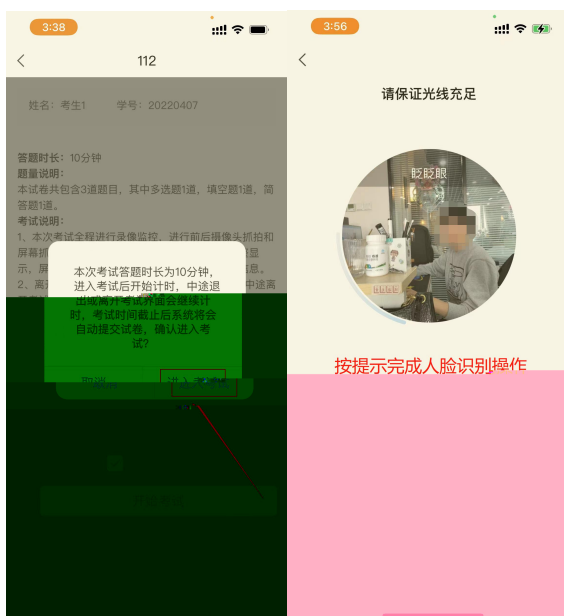 3:38
112
姓名：考生1 学号：20220407
答题时长：10分钟
题量说明：
本试卷共包含3道题目，其中多选题1道，填空题1道，简
答题1道。
考试说明：
1、本次考试全程进行录像监控、进行前后摄像头抓拍和
屏幕抓
示，屏
2、离
本次考试答题时长为10分钟，
进入考试后开始计时，中途退
出或离开考试界面会继续计
时，考试时间截止后系统将会
自动提交试卷，确认进入考
试？
取消
进入考试
3:56
请保证光线充足
眨眨眼
按提示完成人脸识别操作